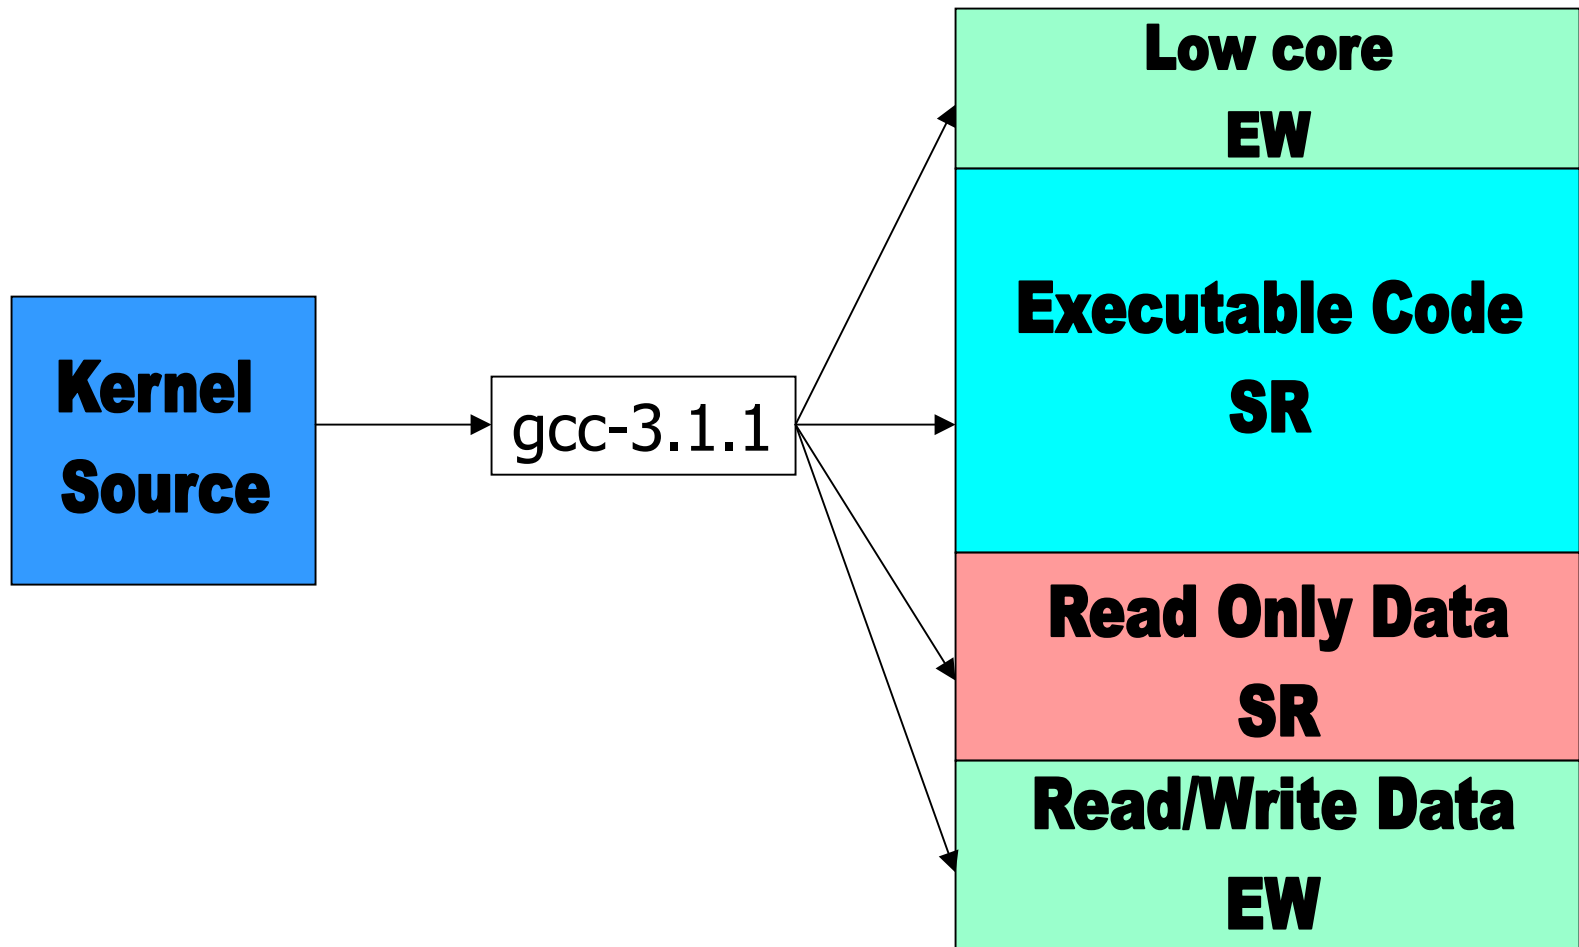 Kernel
Source
gcc-3.1.1
Low core
EW
Executable Code
SR
Read Only Data
SR
Read/Write Data
EW